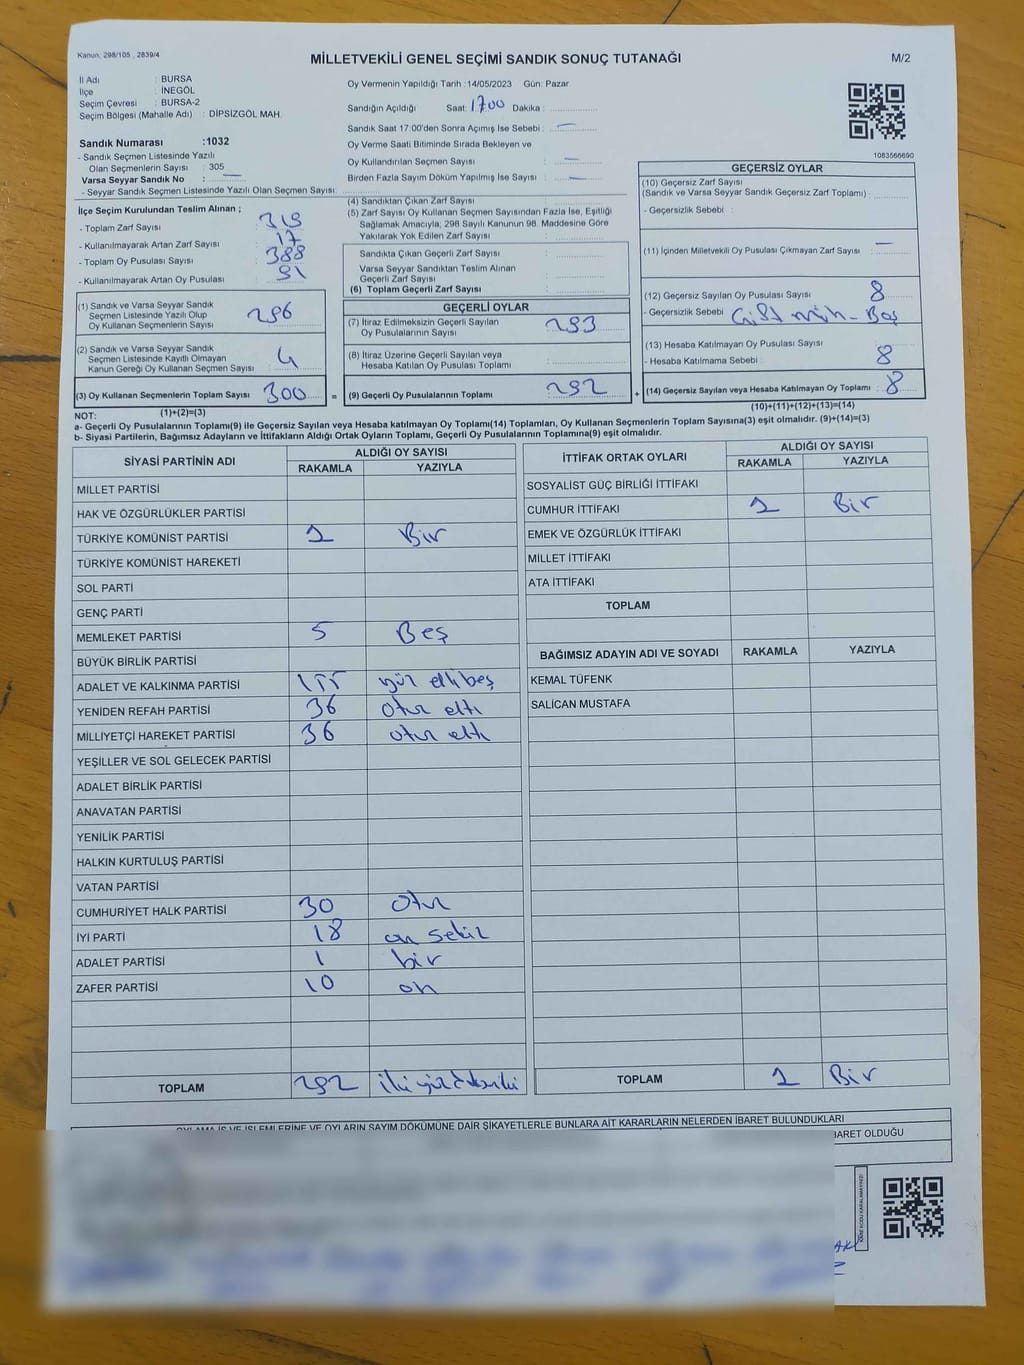 Kanun, 298/105 , 2839/4
MİLLETVEKİLİ GENEL SEÇİMİ SANDIK SONUÇ TUTANAĞI
M/2
İl Adı : BURSA
İlçe : İNEGÖL
Seçim Çevresi : BURSA-2
Seçim Bölgesi (Mahalle Adı) : DİPSİZGÖL MAH.
Sandık Numarası :1032
- Sandık Seçmen Listesinde Yazılı
Olan Seçmenlerin Sayısı : 305
Varsa Seyyar Sandık No : —
- Seyyar Sandık Seçmen Listesinde Yazılı Olan Seçmen Sayısı:
Oy Vermenin Yapıldığı Tarih :14/05/2023 Gün: Pazar
Sandığın Açıldığı Saat: 1700 Dakika :
Sandık Saat 17:00'den Sonra Açımış İse Sebebi : —
Oy Verme Saati Bitiminde Sırada Bekleyen ve
Oy Kullandırılan Seçmen Sayısı : —
Birden Fazla Sayım Döküm Yapılmış İse Sayısı : —
1083566690
İlçe Seçim Kurulundan Teslim Alınan ;
- Toplam Zarf Sayısı : 319
- Kullanılmayarak Artan Zarf Sayısı : 17
- Toplam Oy Pusulası Sayısı : 388
- Kullanılmayarak Artan Oy Pusulası : 91
(1) Sandık ve Varsa Seyyar Sandık
Seçmen Listesinde Yazılı Olup
Oy Kullanan Seçmenlerin Sayısı : 296
(2) Sandık ve Varsa Seyyar Sandık
Seçmen Listesinde Kayıtlı Olmayan
Kanun Gereği Oy Kullanan Seçmen Sayısı : 4
(3) Oy Kullanan Seçmenlerin Toplam Sayısı : 300
(1)+(2)=(3)
(4) Sandıktan Çıkan Zarf Sayısı :
(5) Zarf Sayısı Oy Kullanan Seçmen Sayısından Fazla İse, Eşitliği
Sağlamak Amacıyla; 298 Sayılı Kanunun 98. Maddesine Göre
Yakılarak Yok Edilen Zarf Sayısı :
Sandıkta Çıkan Geçerli Zarf Sayısı :
Varsa Seyyar Sandıktan Teslim Alınan
Geçerli Zarf Sayısı :
(6) Toplam Geçerli Zarf Sayısı :
GEÇERLİ OYLAR
(7) İtiraz Edilmeksizin Geçerli Sayılan
Oy Pusulalarının Sayısı : 293
(8) İtiraz Üzerine Geçerli Sayılan veya
Hesaba Katılan Oy Pusulası Toplamı :
= (9) Geçerli Oy Pusulalarının Toplamı : 292 +
GEÇERSİZ OYLAR
(10) Geçersiz Zarf Sayısı
(Sandık ve Varsa Seyyar Sandık Geçersiz Zarf Toplamı) :
- Geçersizlik Sebebi :
(11) İçinden Milletvekili Oy Pusulası Çıkmayan Zarf Sayısı : —
(12) Geçersiz Sayılan Oy Pusulası Sayısı : 8
- Geçersizlik Sebebi : Çift müh - Boş
(13) Hesaba Katılmayan Oy Pusulası Sayısı :
- Hesaba Katılmama Sebebi : 8
(14) Geçersiz Sayılan veya Hesaba Katılmayan Oy Toplamı : 8
(10)+(11)+(12)+(13)=(14)
NOT:
a- Geçerli Oy Pusulalarının Toplamı(9) ile Geçersiz Sayılan veya Hesaba katılmayan Oy Toplamı(14) Toplamları, Oy Kullanan Seçmenlerin Toplam Sayısına(3) eşit olmalıdır. (9)+(14)=(3)
b- Siyasi Partilerin, Bağımsız Adayların ve İttifakların Aldığı Ortak Oyların Toplamı, Geçerli Oy Pusulalarının Toplamına(9) eşit olmalıdır.
SİYASİ PARTİNİN ADI ALDIĞI OY SAYISI
RAKAMLA YAZIYLA
MİLLET PARTİSİ
HAK VE ÖZGÜRLÜKLER PARTİSİ
TÜRKİYE KOMÜNİST PARTİSİ 1 Bir
TÜRKİYE KOMÜNİST HAREKETİ
SOL PARTİ
GENÇ PARTİ
MEMLEKET PARTİSİ 5 Beş
BÜYÜK BİRLİK PARTİSİ
ADALET VE KALKINMA PARTİSİ 155 yüz elli beş
YENİDEN REFAH PARTİSİ 36 otuz altı
MİLLİYETÇİ HAREKET PARTİSİ 36 otuz altı
YEŞİLLER VE SOL GELECEK PARTİSİ
ADALET BİRLİK PARTİSİ
ANAVATAN PARTİSİ
YENİLİK PARTİSİ
HALKIN KURTULUŞ PARTİSİ
VATAN PARTİSİ
CUMHURİYET HALK PARTİSİ 30 otuz
İYİ PARTİ 18 on sekiz
ADALET PARTİSİ 1 bir
ZAFER PARTİSİ 10 on
TOPLAM 292 iki yüz doksan iki
İTTİFAK ORTAK OYLARI ALDIĞI OY SAYISI
RAKAMLA YAZIYLA
SOSYALİST GÜÇ BİRLİĞİ İTTİFAKI
CUMHUR İTTİFAKI 1 Bir
EMEK VE ÖZGÜRLÜK İTTİFAKI
MİLLET İTTİFAKI
ATA İTTİFAKI
TOPLAM
BAĞIMSIZ ADAYIN ADI VE SOYADI RAKAMLA YAZIYLA
KEMAL TÜFENK
SALİCAN MUSTAFA
TOPLAM 1 Bir
OYLAMA İŞ VE İŞLEMLERİNE VE OYLARIN SAYIM DÖKÜMÜNE DAİR ŞİKAYETLERLE BUNLARA AİT KARARLARIN NELERDEN İBARET BULUNDUKLARI
BARET OLDUĞU
KARE KODU KARALAMAYINIZ!